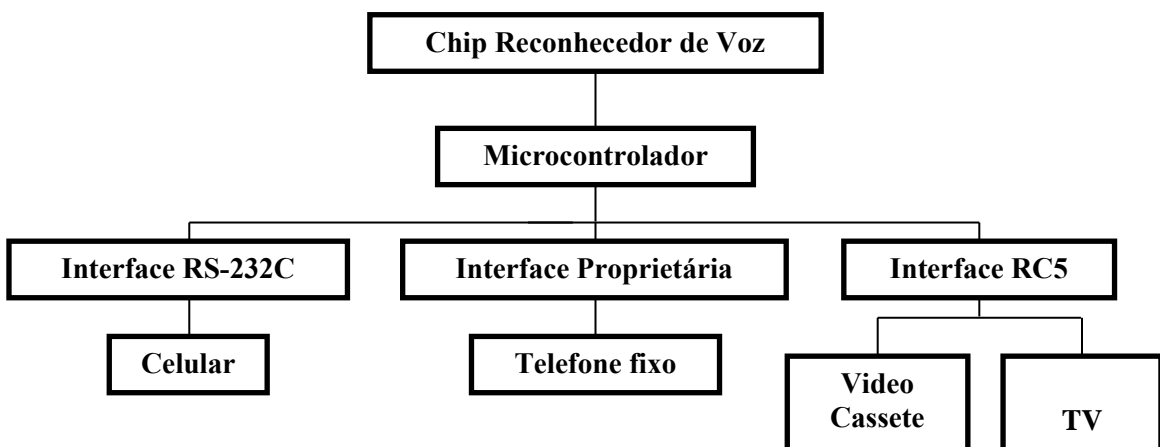 Chip Reconhecedor de Voz
Microcontrolador
Interface RS-232C
Interface Proprietária
Interface RC5
Celular
Telefone fixo
Video
Cassete
TV